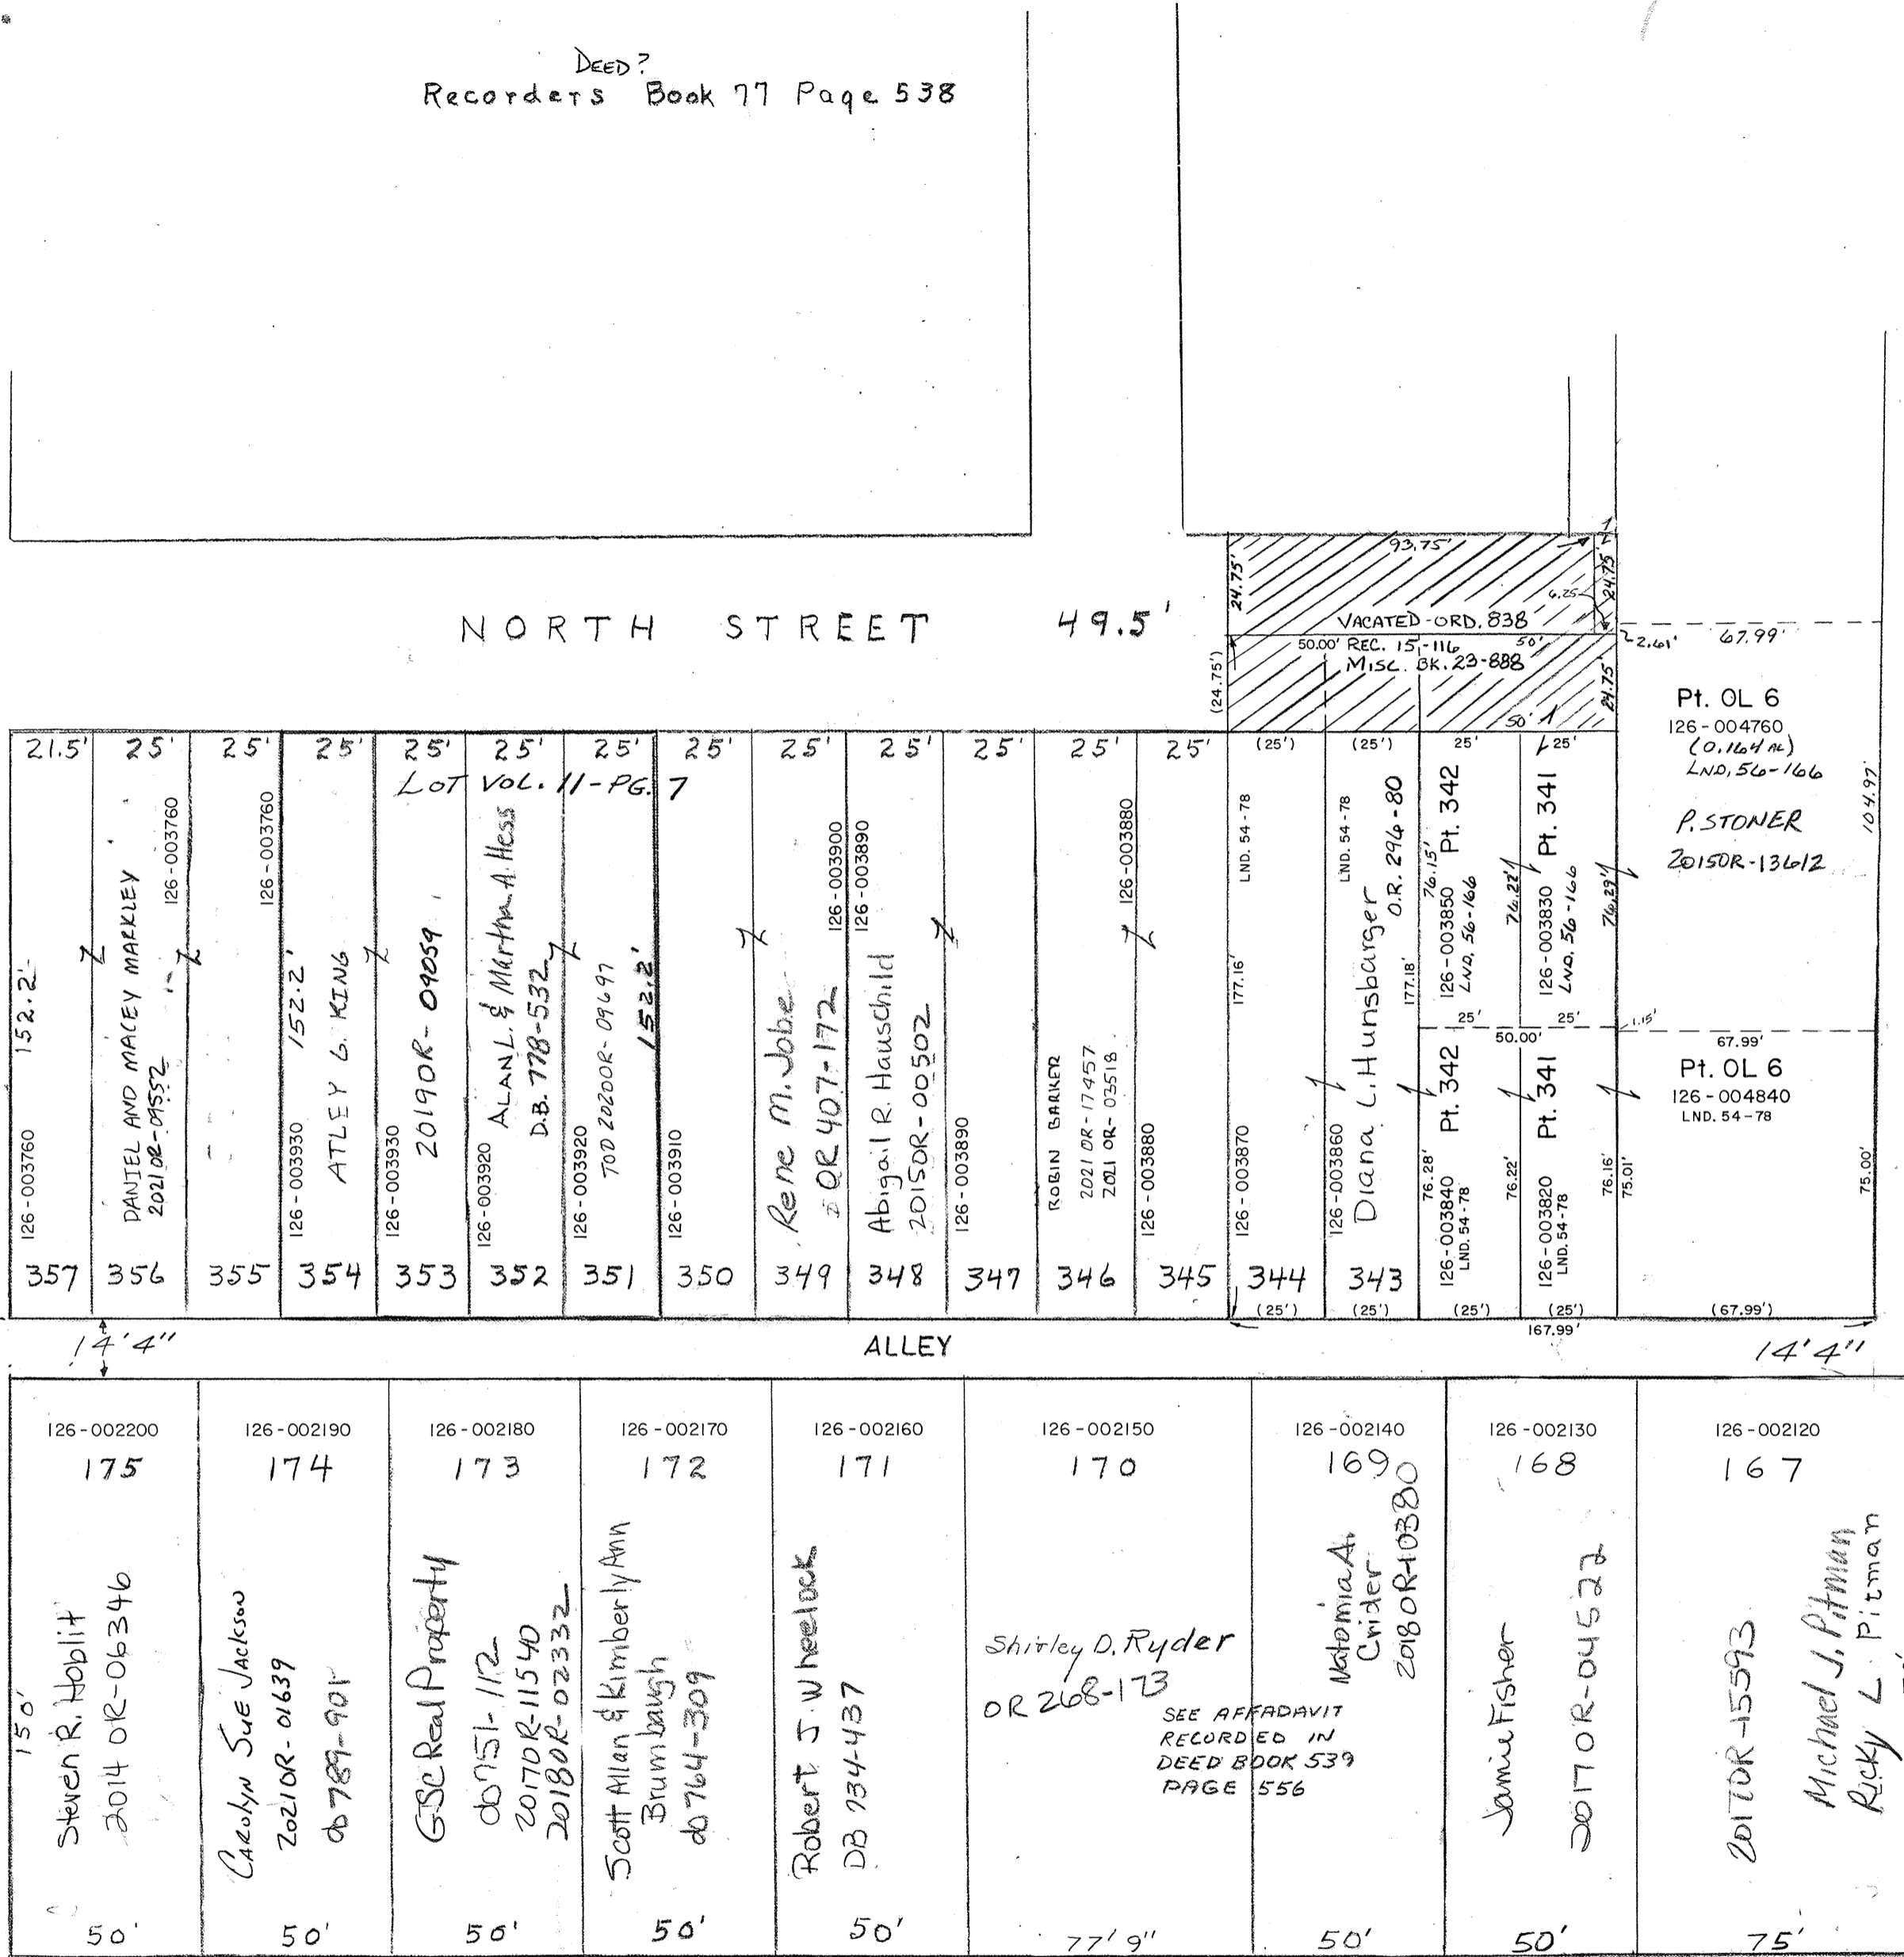 DEED?
Recorders Book 77 Page 538
NORTH STREET 49.5'
93.75'
24.75'
24.75'
6.25
VACATED-ORD. 838
50.00' REC. 15-116 50'
MISC. BK. 23-888
(24.75')
24.75'
50'
2.61'
67.99'
Pt. OL 6
126-004760
(0.164 AC)
LND. 56-166
P. STONER
2015OR-13612
104.97'
21.5'
25'
25'
25'
25'
25'
25'
25'
25'
25'
25'
25'
(25')
(25')
25'
25'
LOT VOL. 11-PG. 7
152.2'
126-003760
357
DANIEL AND MACEY MARKLEY
2021OR-09552
126-003760
356
126-003760
355
152.2'
ATLEY G. KING
126-003930
354
2019OR-09059
126-003930
353
ALAN L. & Martha A. Hess
D.B. 778-532
126-003920
352
TOD 2020OR-09697
152.2'
126-003920
351
126-003910
350
Rene M. Jobe
OR 407-172
126-003900
349
126-003890
Abigail R. Hauschild
2015OR-00502
348
126-003890
347
ROBIN BARKER
2021 OR-17457
2021 OR-03518
126-003880
346
126-003880
345
LND. 54-78
177.16'
126-003870
344
(25')
LND. 54-78
O.R. 296-80
177.18'
Diana L. Hunsbarger
126-003860
343
(25')
Pt. 342
76.15'
126-003850
LND. 56-166
25'
Pt. 341
76.22'
126-003830
LND. 56-166
76.29'
25'
50.00'
1.15'
67.99'
Pt. 342
76.28'
126-003840
LND. 54-78
(25')
Pt. 341
76.22'
126-003820
LND. 54-78
76.16'
(25')
Pt. OL 6
126-004840
LND. 54-78
75.01'
75.00'
(67.99')
167.99'
14'4"
ALLEY
14'4"
126-002200
175
Steven R. Hoblit
2014 OR-06346
150'
50'
126-002190
174
CAROLYN SUE JACKSON
2021OR-01639
db 789-901
50'
126-002180
173
GBC Real Property
db751-112
2017OR-11540
2018OR-02332
50'
126-002170
172
Scott Allan & Kimberly Ann
Brumbaugh
db 764-309
50'
126-002160
171
Robert J. Wheelock
DB 734-437
50'
126-002150
170
Shirley D. Ryder
OR 268-173
SEE AFFADAVIT
RECORDED IN
DEED BOOK 539
PAGE 556
77'9"
126-002140
169
Natomia A.
Crider
2018OR-10380
50'
126-002130
168
Jamie Fisher
2017OR-04522
50'
126-002120
167
2017OR-15593
Michael J. Pitman
Ricky L. Pitman
75'